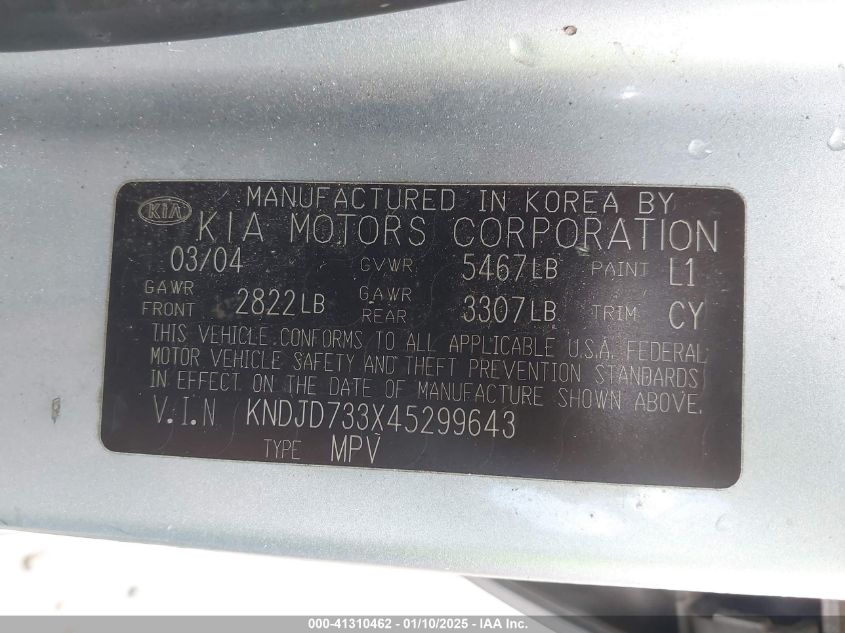 MANUFACTURED IN KOREA BY
KIA KIA MOTORS CORPORATION
03/04 GVWR 5467LB PAINT L1
GAWR FRONT 2822LB GAWR REAR 3307LB TRIM CY
THIS VEHICLE CONFORMS TO ALL APPLICABLE U.S.A. FEDERAL
MOTOR VEHICLE SAFETY AND THEFT PREVENTION STANDARDS
IN EFFECT ON THE DATE OF MANUFACTURE SHOWN ABOVE.
V.I.N KNDJD733X45299643
TYPE MPV
000-41310462 - 01/10/2025 - IAA Inc.